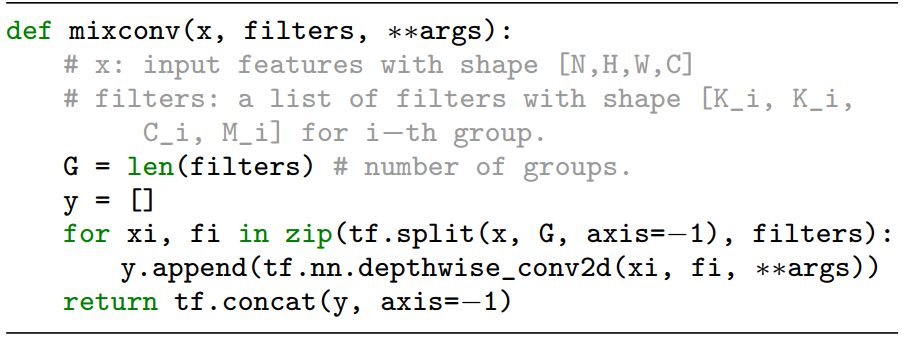 def mixconv(x, filters, **args):
    # x: input features with shape [N,H,W,C]
    # filters: a list of filters with shape [K_i, K_i,
        C_i, M_i] for i−th group.
    G = len(filters) # number of groups.
    y = []
    for xi, fi in zip(tf.split(x, G, axis=−1), filters):
        y.append(tf.nn.depthwise_conv2d(xi, fi, **args))
    return tf.concat(y, axis=−1)